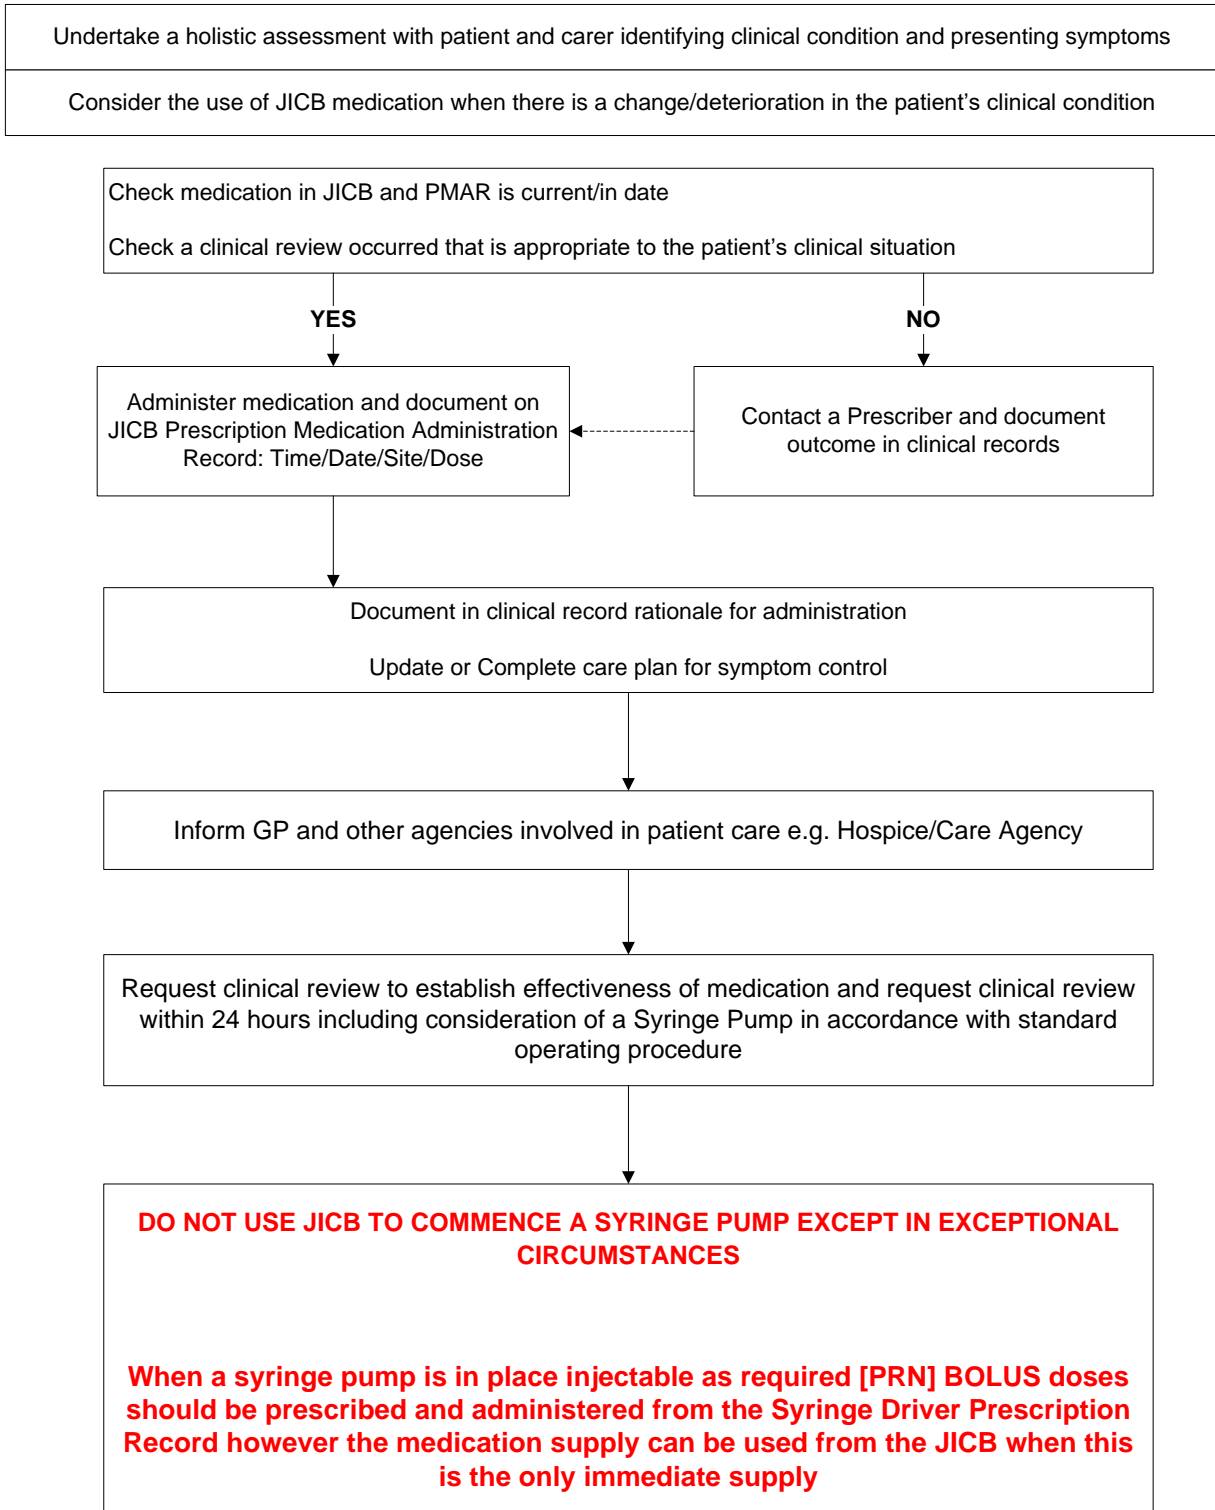 Undertake a holistic assessment with patient and carer identifying clinical condition and presenting symptoms
Consider the use of JICB medication when there is a change/deterioration in the patient’s clinical condition
Check medication in JICB and PMAR is current/in date
Check a clinical review occurred that is appropriate to the patient’s clinical situation
YES
NO
Administer medication and document on
JICB Prescription Medication Administration
Record: Time/Date/Site/Dose
Contact a Prescriber and document
outcome in clinical records
Document in clinical record rationale for administration
Update or Complete care plan for symptom control
Inform GP and other agencies involved in patient care e.g. Hospice/Care Agency
Request clinical review to establish effectiveness of medication and request clinical review
within 24 hours including consideration of a Syringe Pump in accordance with standard
operating procedure
DO NOT USE JICB TO COMMENCE A SYRINGE PUMP EXCEPT IN EXCEPTIONAL
CIRCUMSTANCES
When a syringe pump is in place injectable as required [PRN] BOLUS doses
should be prescribed and administered from the Syringe Driver Prescription
Record however the medication supply can be used from the JICB when this
is the only immediate supply